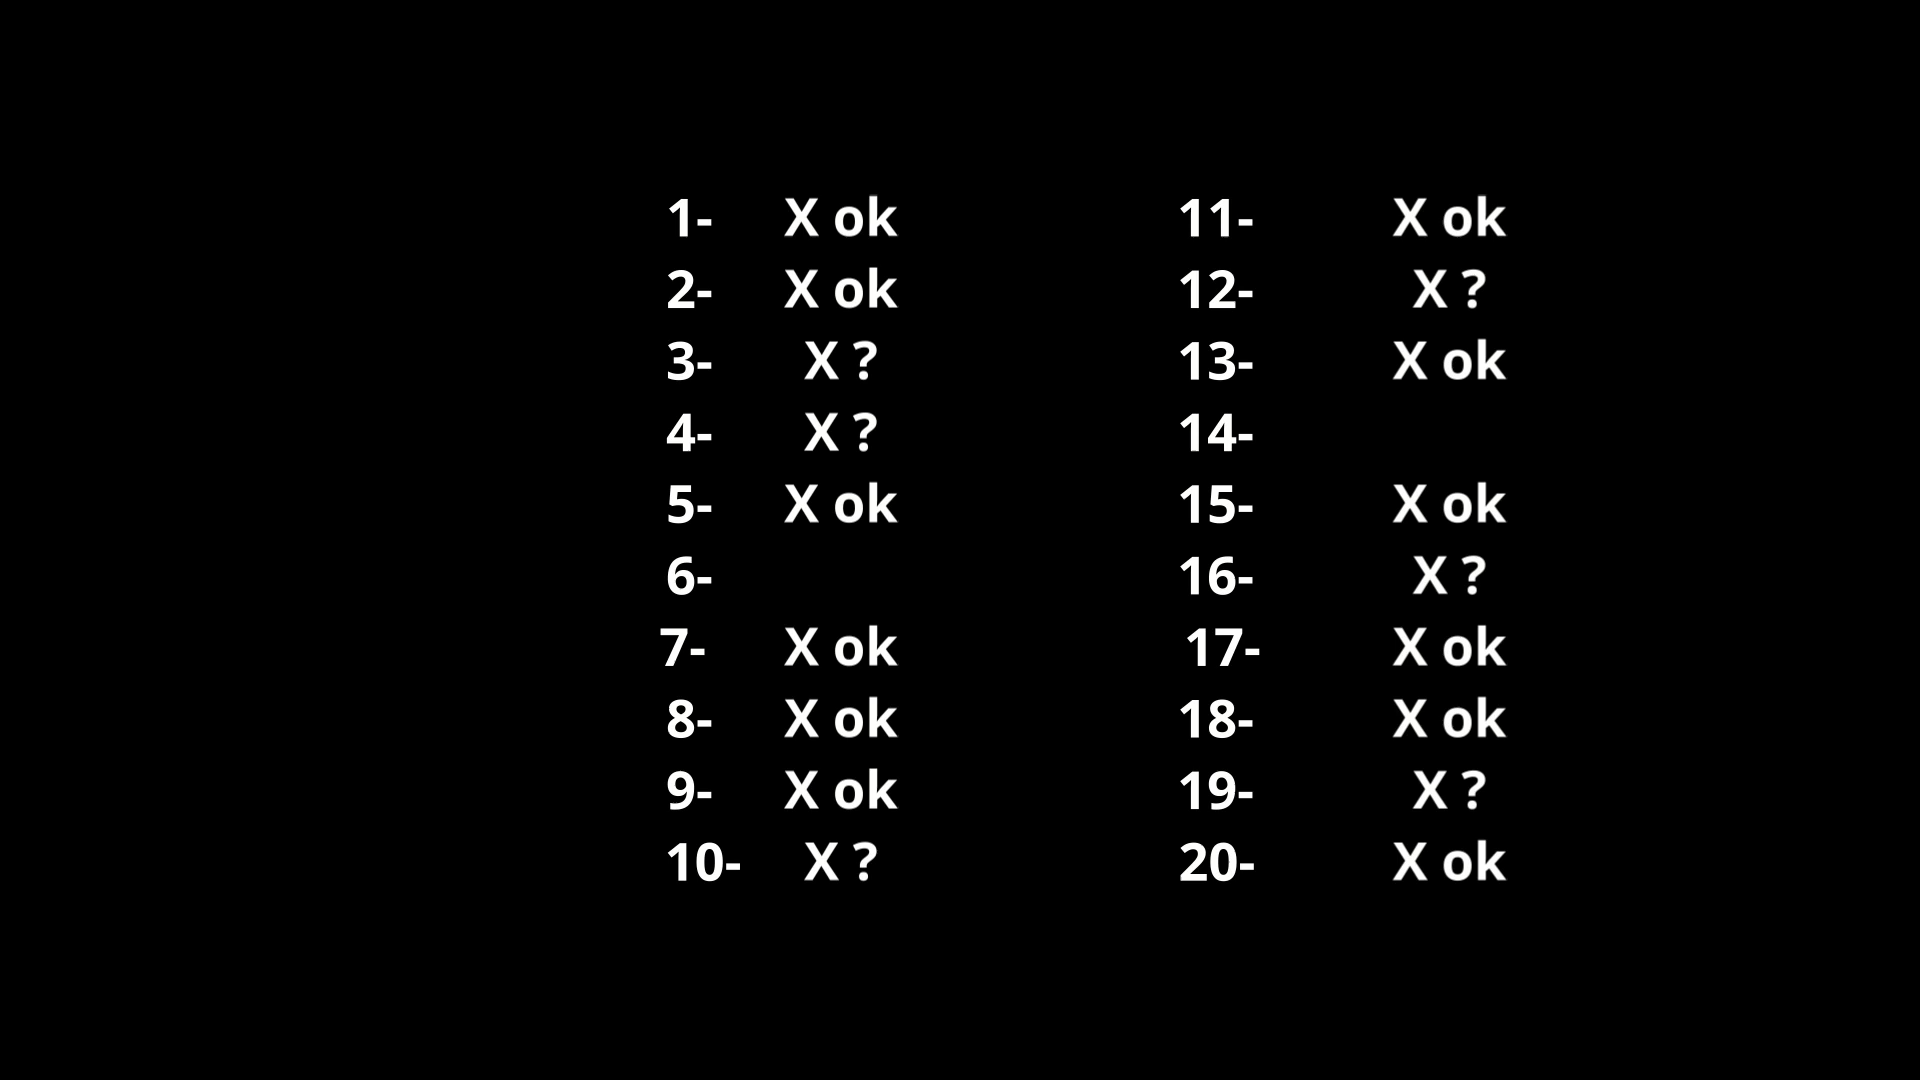 1- X ok
2- X ok
3- X ?
4- X ?
5- X ok
6-
7- X ok
8- X ok
9- X ok
10- X ?
11- X ok
12- X ?
13- X ok
14-
15- X ok
16- X ?
17- X ok
18- X ok
19- X ?
20- X ok